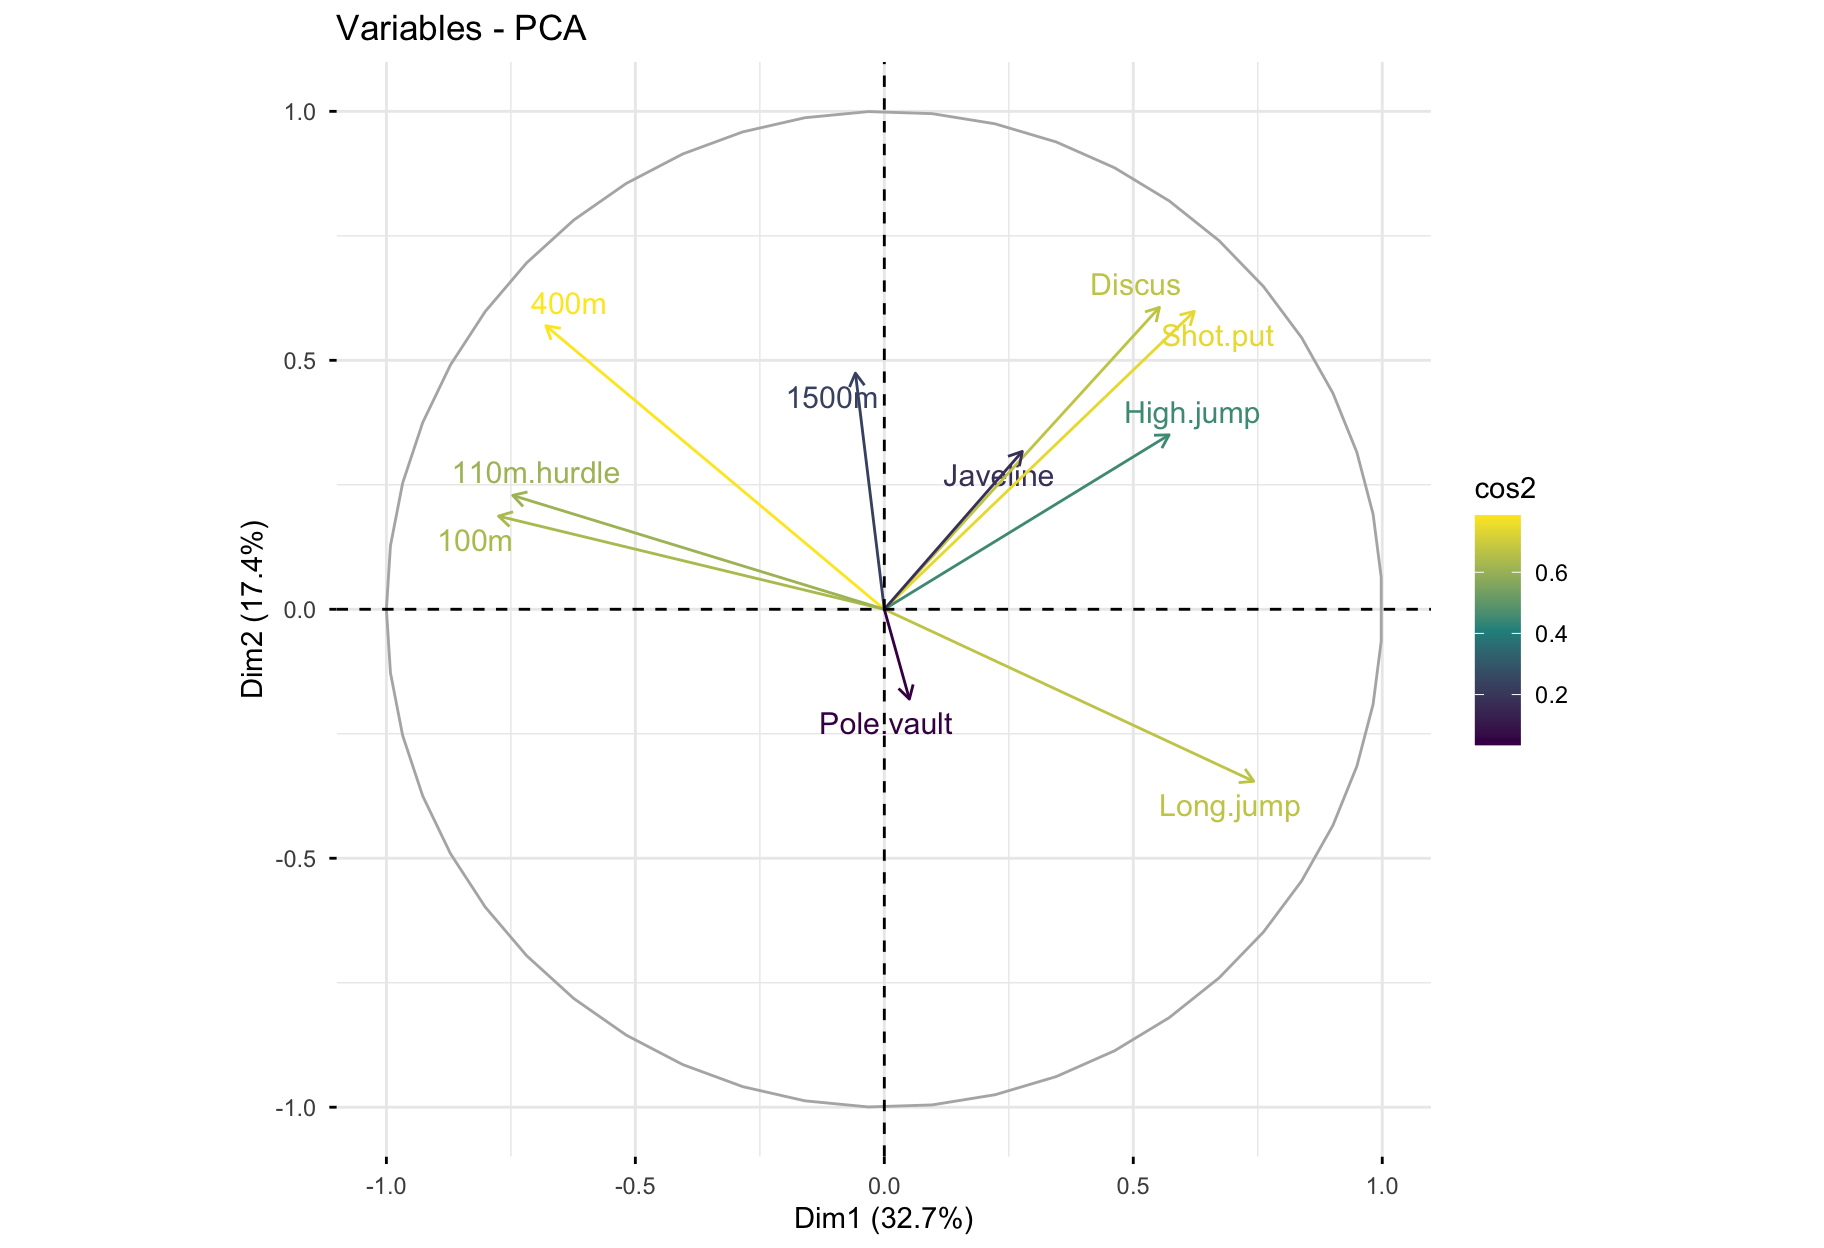 Variables - PCA
1.0
0.5
0.0
-0.5
-1.0
Dim2 (17.4%)
400m
Discus
Shot.put
1500m
High.jump
110m.hurdle
Javeline
100m
Pole.vault
Long.jump
-1.0
-0.5
0.0
0.5
1.0
Dim1 (32.7%)
cos2
0.6
0.4
0.2